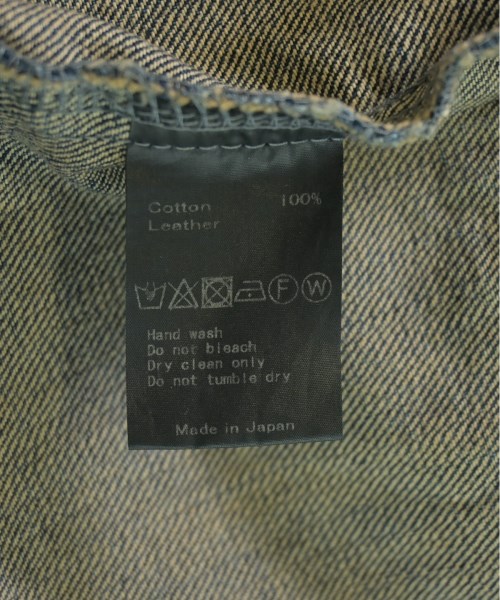 Cotton 100%
Leather
F W
Hand wash
Do not bleach
Dry clean only
Do not tumble dry
Made in Japan